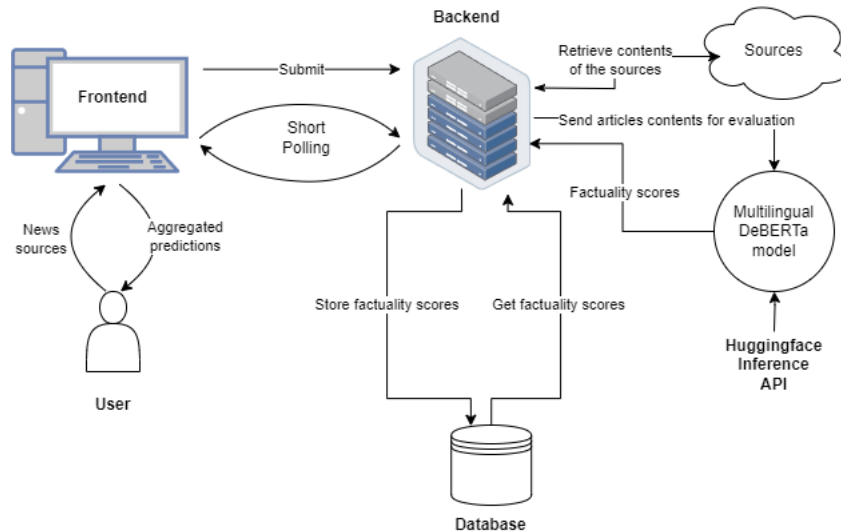 Backend
Frontend
Submit
Retrieve contents
of the sources
Sources
Short
Polling
Send articles contents for evaluation
Factuality scores
Multilingual
DeBERTa
model
News
sources
Aggregated
predictions
Store factuality scores
Get factuality scores
Huggingface
Inference
API
User
Database